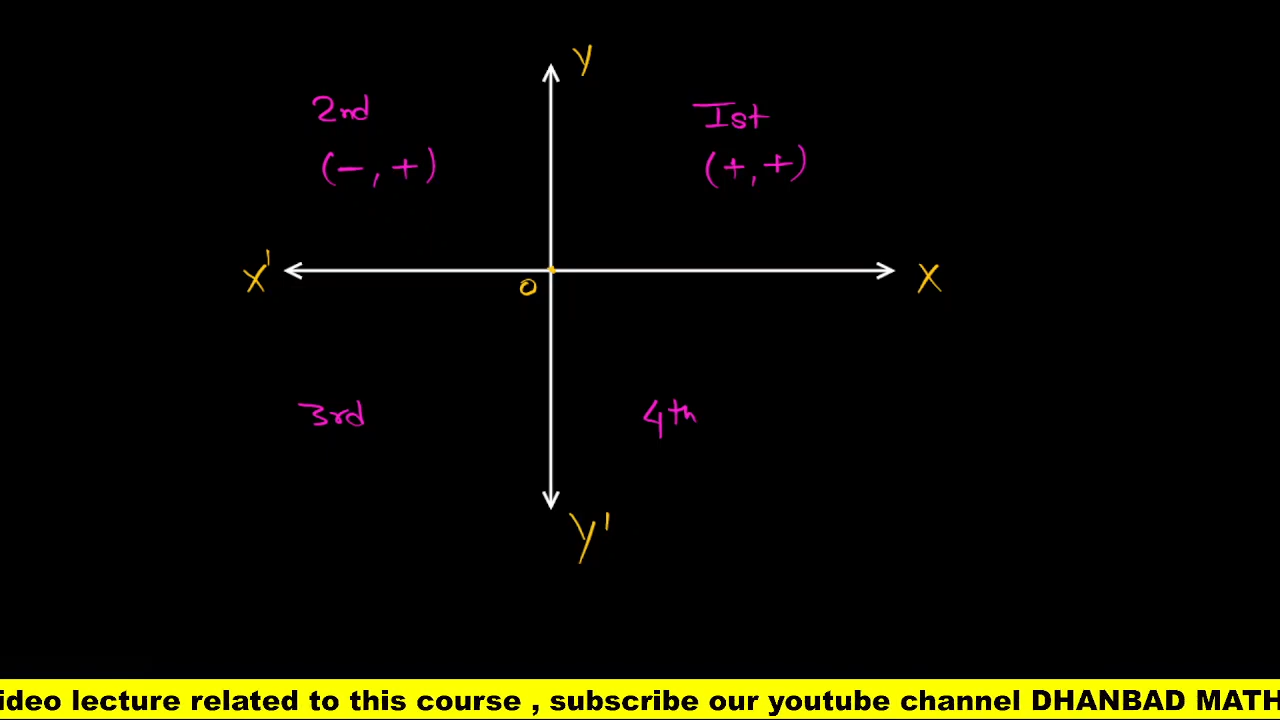 Y
2nd
Ist
(-, +)
(+, +)
X'
X
O
3rd
4th
Y'
ideo lecture related to this course , subscribe our youtube channel DHANBAD MATH